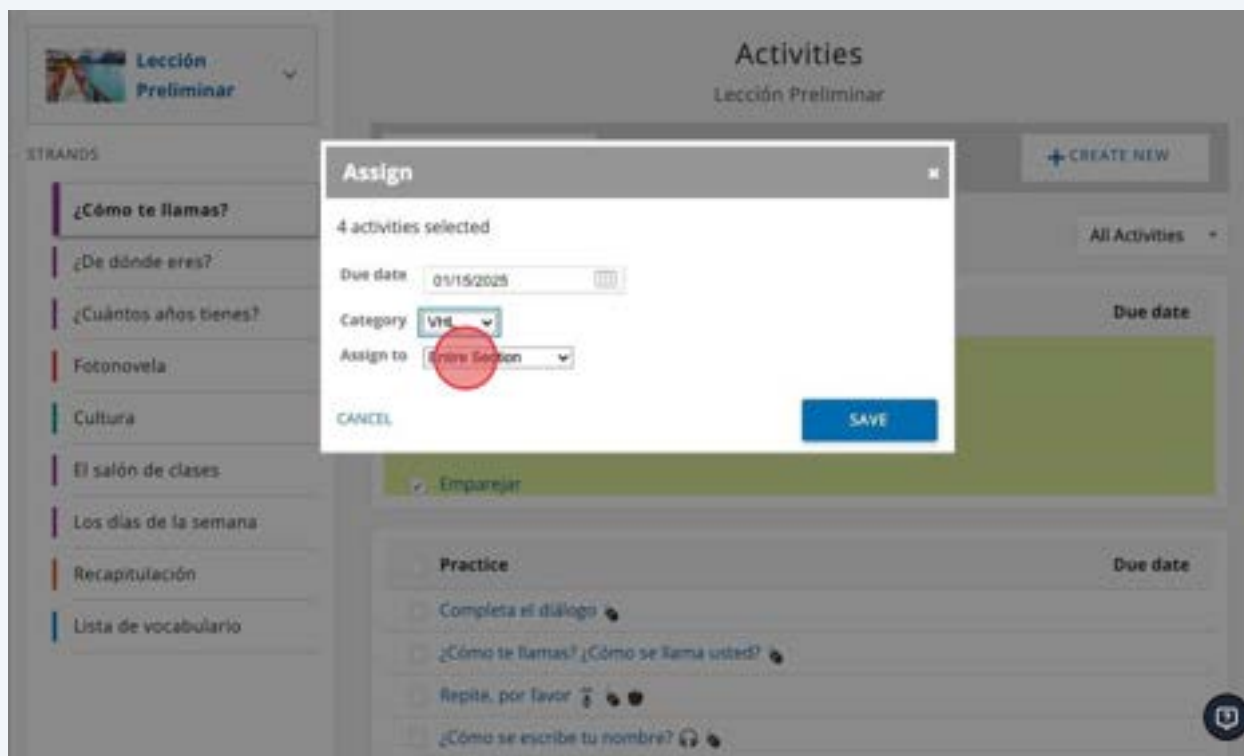 Lección
Preliminar
STRANDS
¿Cómo te llamas?
¿De dónde eres?
¿Cuántos años tienes?
Fotonovela
Cultura
El salón de clases
Los días de la semana
Recapitulación
Lista de vocabulario
Activities
Lección Preliminar
CREATE NEW
All Activities
Due date
Assign
4 activities selected
Due date 01/15/2025
Category VHL
Assign to Entire Section
CANCEL
SAVE
Emparejar
Practice Due date
Completa el diálogo
¿Cómo te llamas? ¿Cómo se llama usted?
Repite, por favor
¿Cómo se escribe tu nombre?